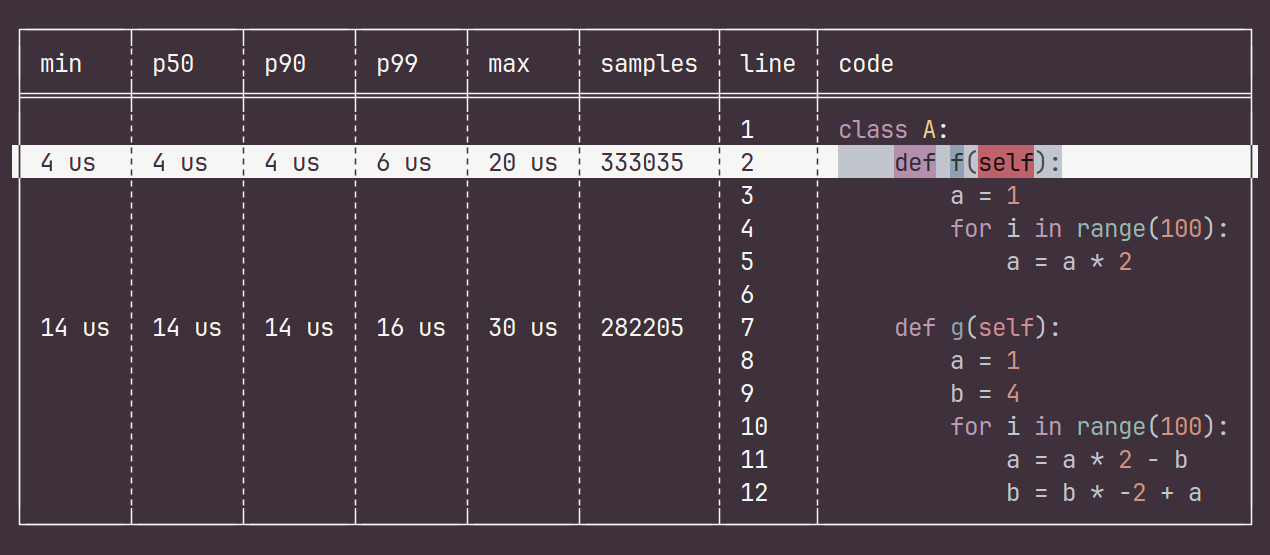 min p50 p90 p99 max samples line code
1 class A:
4 us 4 us 4 us 6 us 20 us 333035 2     def f(self):
3         a = 1
4         for i in range(100):
5             a = a * 2
6
14 us 14 us 14 us 16 us 30 us 282205 7     def g(self):
8         a = 1
9         b = 4
10         for i in range(100):
11             a = a * 2 - b
12             b = b * -2 + a